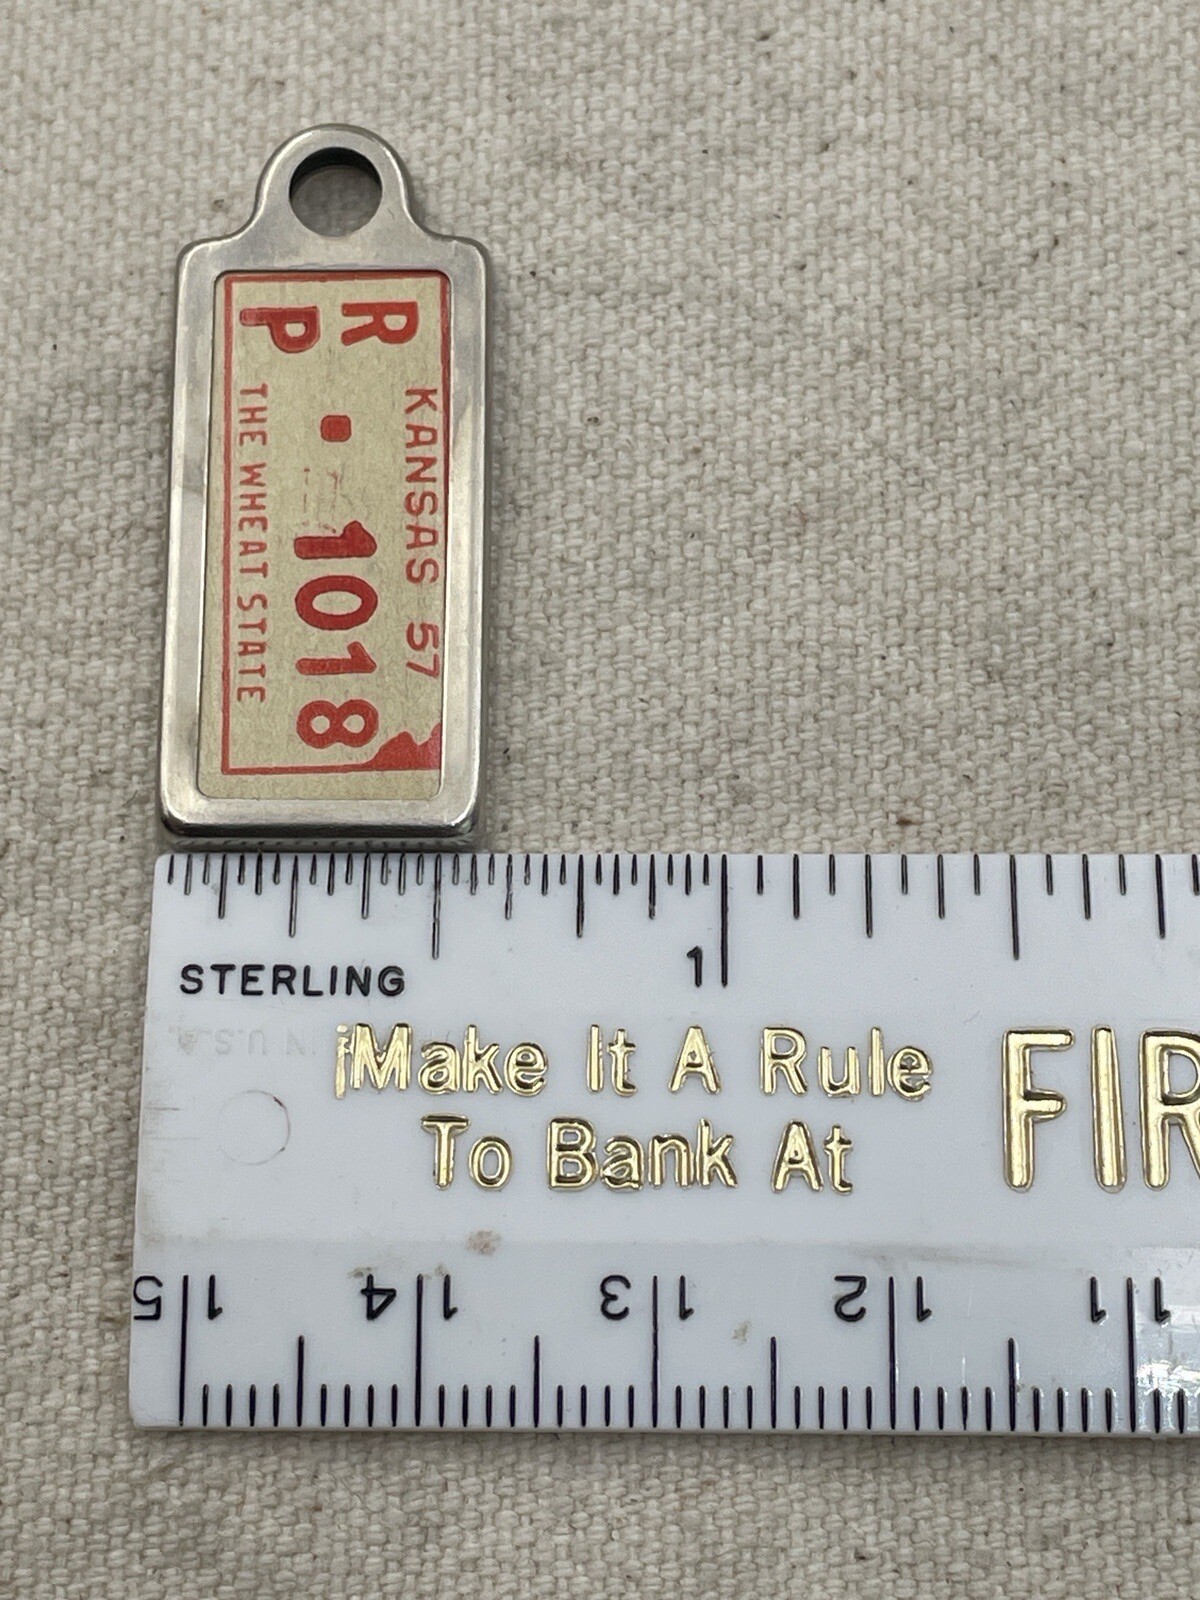 KANSAS 57
R
P
· 1018
THE WHEAT STATE
1
STERLING
IN U.S.A.
Make It A Rule
To Bank At
FIR
15 14 13 12 11